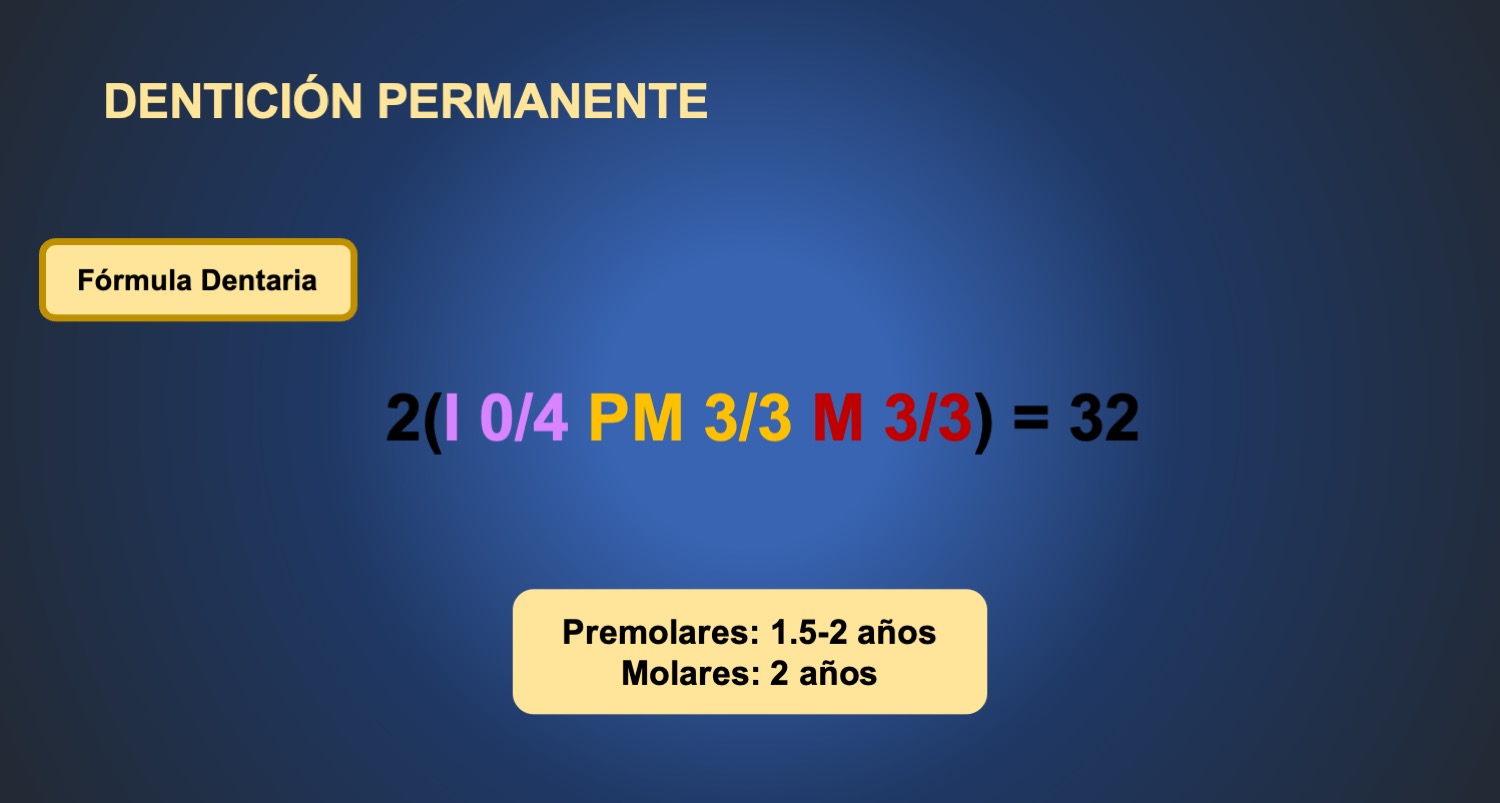 DENTICIÓN PERMANENTE
Fórmula Dentaria
2(I 0/4 PM 3/3 M 3/3) = 32
Premolares: 1.5-2 años
Molares: 2 años